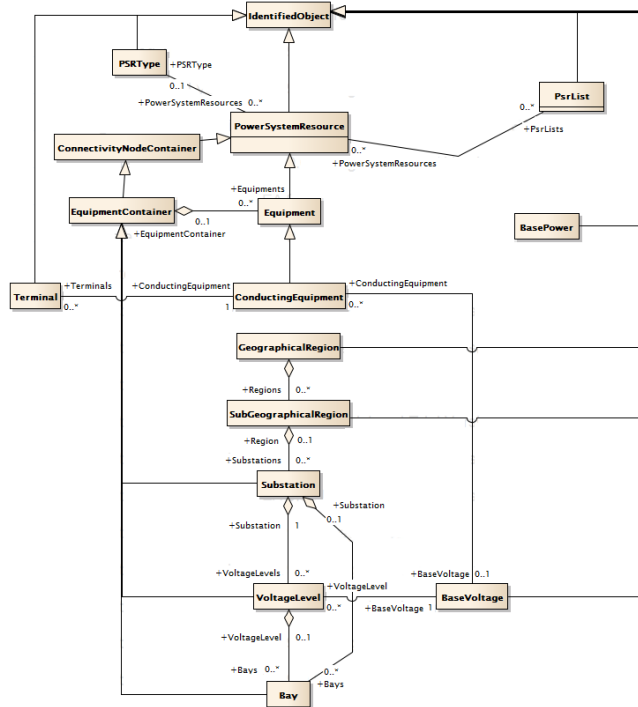 IdentifiedObject
PSRType
+PSRType
0..1
+PowerSystemResources
0..*
PsrList
0..*
+PsrLists
PowerSystemResource
ConnectivityNodeContainer
0..*
+PowerSystemResources
+Equipments
0..*
EquipmentContainer
0..1
Equipment
+EquipmentContainer
BasePower
+Terminals
+ConductingEquipment
+ConductingEquipment
Terminal
0..*
1
ConductingEquipment
0..*
GeographicalRegion
+Regions
0..*
SubGeographicalRegion
+Region
0..1
+Substations
0..*
Substation
+Substation
0..1
+Substation
1
+VoltageLevels
0..*
+VoltageLevel
+BaseVoltage
0..1
VoltageLevel
0..*
+BaseVoltage
1
BaseVoltage
+VoltageLevel
0..1
+Bays
0..*
0..*
+Bays
Bay